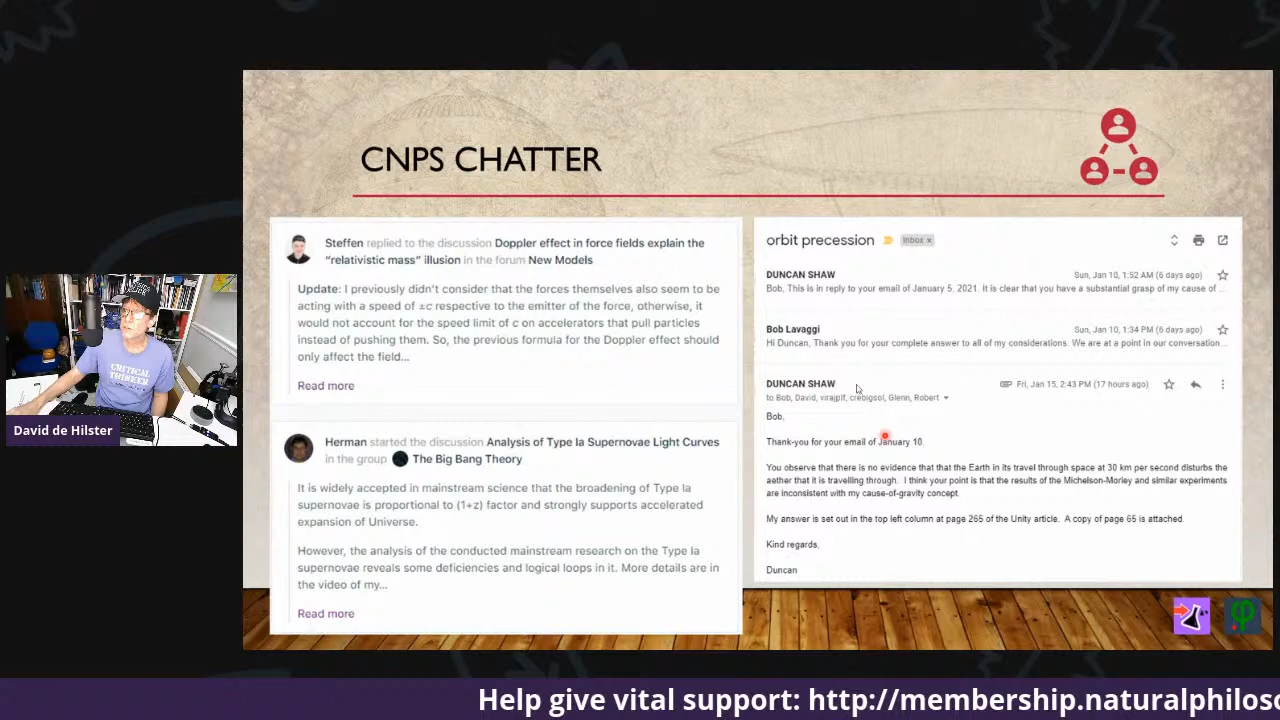 CNPS CHATTER
Steffen replied to the discussion Doppler effect in force fields explain the
“relativistic mass” illusion in the forum New Models
Update: I previously didn't consider that the forces themselves also seem to be
acting with a speed of ±c respective to the emitter of the force, otherwise, it
would not account for the speed limit of c on accelerators that pull particles
instead of pushing them. So, the previous formula for the Doppler effect should
only affect the field...
Read more
Herman started the discussion Analysis of Type Ia Supernovae Light Curves
in the group The Big Bang Theory
It is widely accepted in mainstream science that the broadening of Type Ia
supernovae is proportional to (1+z) factor and strongly supports accelerated
expansion of Universe.
However, the analysis of the conducted mainstream research on the Type Ia
supernovae reveals some deficiencies and logical loops in it. More details are in
the video of my...
Read more
orbit precession Inbox x
DUNCAN SHAW Sun, Jan 10, 1:52 AM (6 days ago)
Bob, This is in reply to your email of January 5, 2021. It is clear that you have a substantial grasp of my cause of ...
Bob Lavaggi Sun, Jan 10, 1:34 PM (6 days ago)
Hi Duncan, Thank you for your complete answer to all of my considerations. We are at a point in our conversation...
DUNCAN SHAW Fri, Jan 15, 2:43 PM (17 hours ago)
to Bob, David, virajplf, crebigsol, Glenn, Robert
Bob,
Thank-you for your email of January 10.
You observe that there is no evidence that that the Earth in its travel through space at 30 km per second disturbs the
aether that it is travelling through. I think your point is that the results of the Michelson-Morley and similar experiments
are inconsistent with my cause-of-gravity concept.
My answer is set out in the top left column at page 265 of the Unity article. A copy of page 65 is attached.
Kind regards,
Duncan
CRITICAL
THINKER
David de Hilster
Help give vital support: http://membership.naturalphiloso